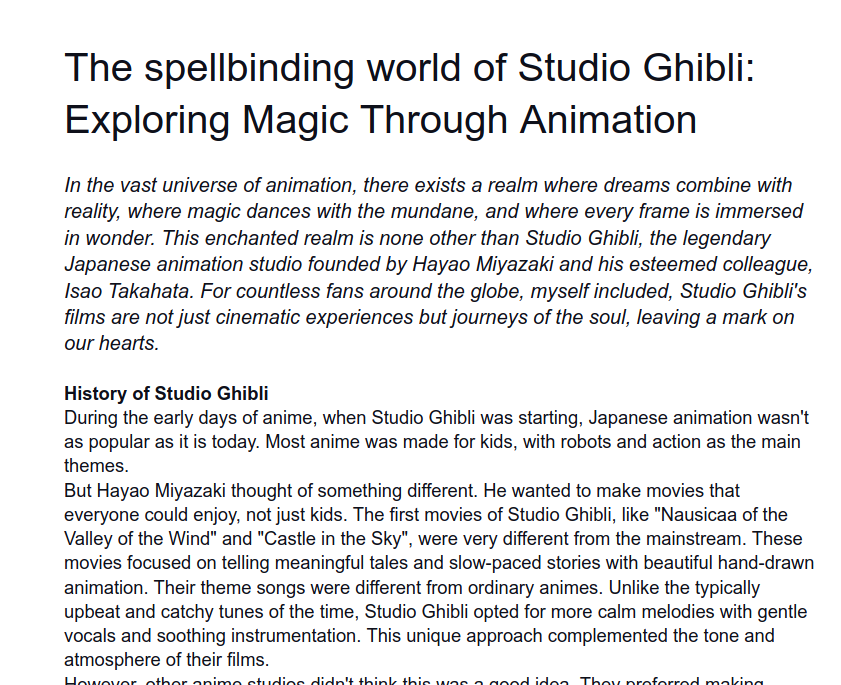 The spellbinding world of Studio Ghibli:
Exploring Magic Through Animation
In the vast universe of animation, there exists a realm where dreams combine with
reality, where magic dances with the mundane, and where every frame is immersed
in wonder. This enchanted realm is none other than Studio Ghibli, the legendary
Japanese animation studio founded by Hayao Miyazaki and his esteemed colleague,
Isao Takahata. For countless fans around the globe, myself included, Studio Ghibli's
films are not just cinematic experiences but journeys of the soul, leaving a mark on
our hearts.
History of Studio Ghibli
During the early days of anime, when Studio Ghibli was starting, Japanese animation wasn't
as popular as it is today. Most anime was made for kids, with robots and action as the main
themes.
But Hayao Miyazaki thought of something different. He wanted to make movies that
everyone could enjoy, not just kids. The first movies of Studio Ghibli, like "Nausicaa of the
Valley of the Wind" and "Castle in the Sky", were very different from the mainstream. These
movies focused on telling meaningful tales and slow-paced stories with beautiful hand-drawn
animation. Their theme songs were different from ordinary animes. Unlike the typically
upbeat and catchy tunes of the time, Studio Ghibli opted for more calm melodies with gentle
vocals and soothing instrumentation. This unique approach complemented the tone and
atmosphere of their films.
However, other anime studios didn't think this was a good idea. They preferred making